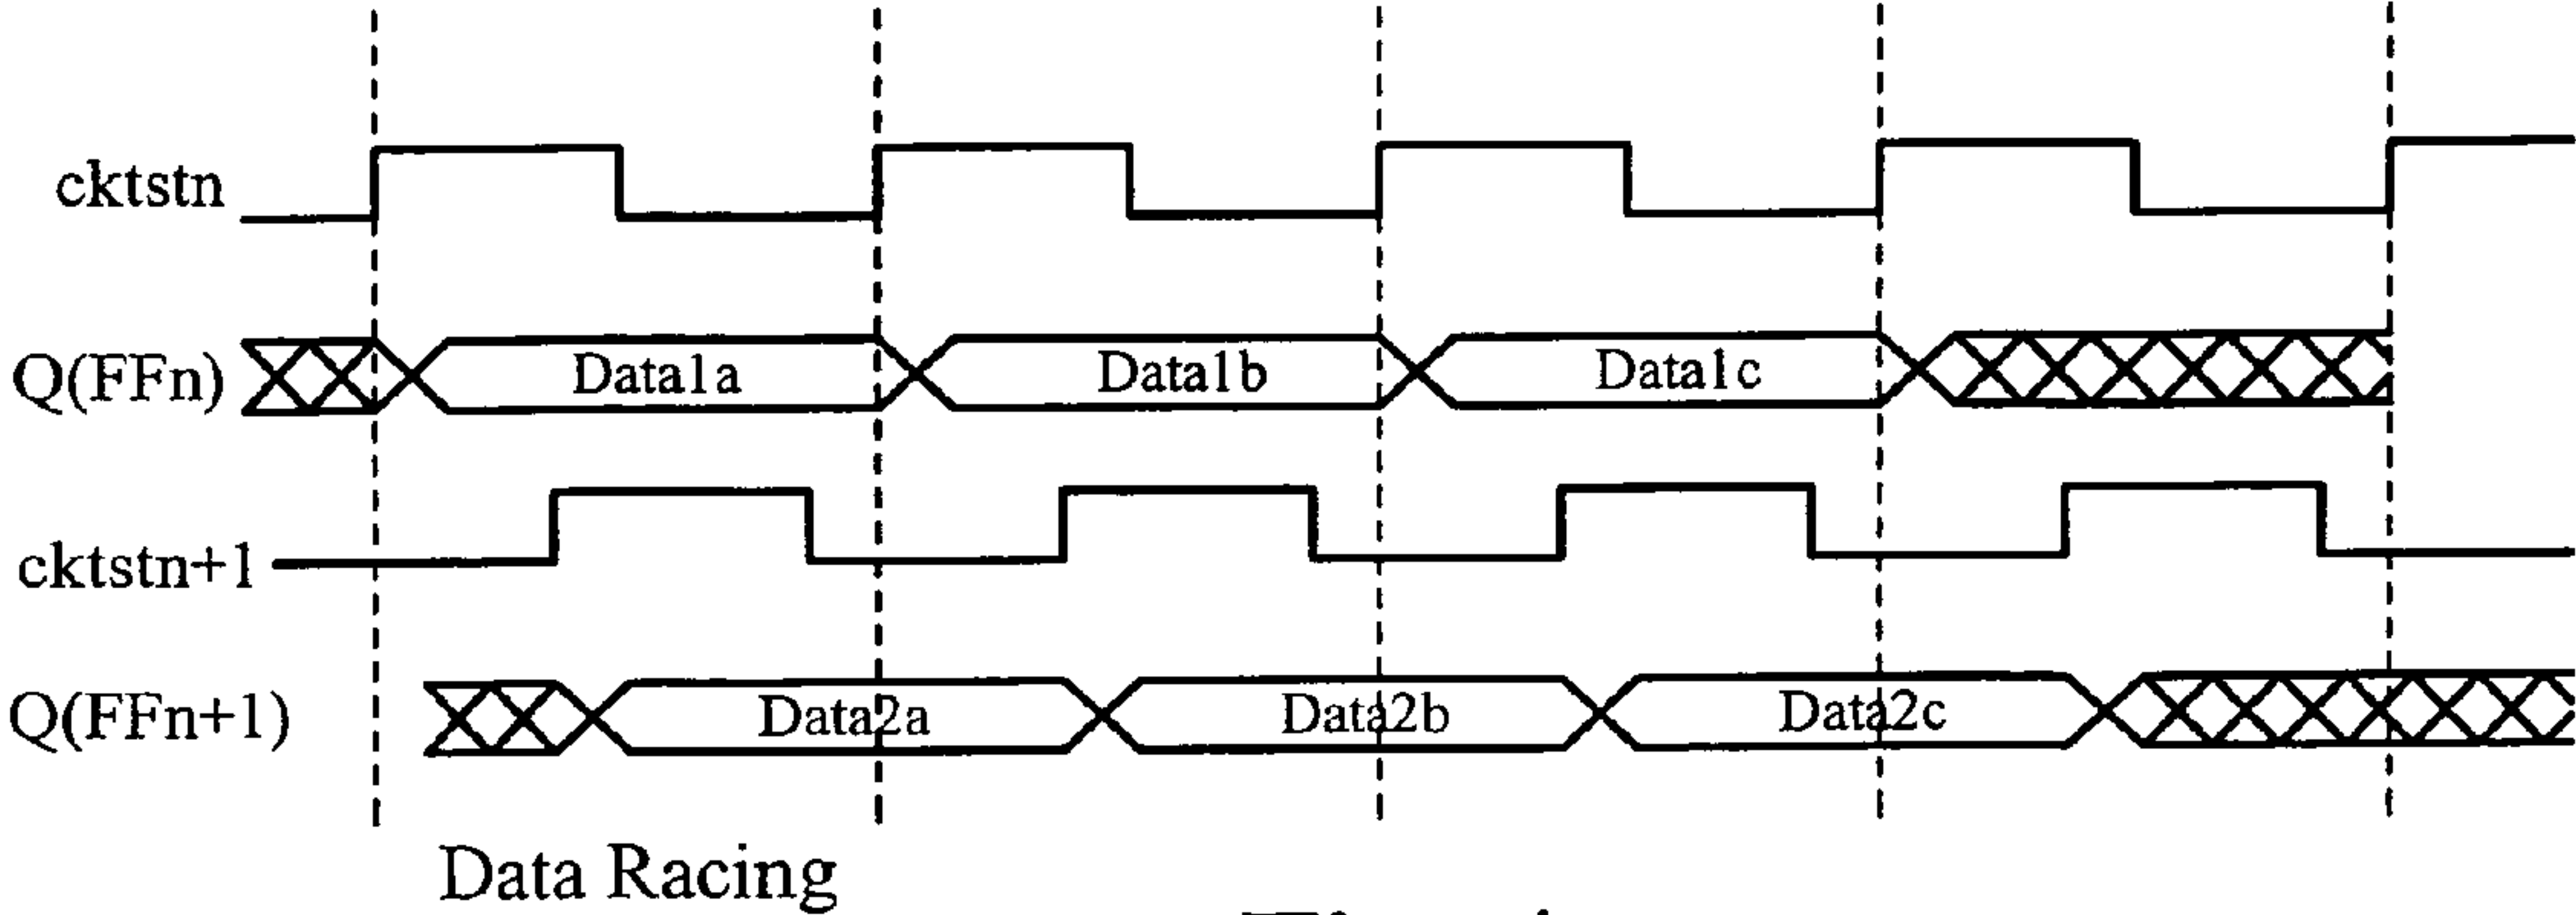 cktstn
Q(FFn) Data1a Data1b Data1c
cktstn+1
Q(FFn+1) Data2a Data2b Data2c
Data Racing